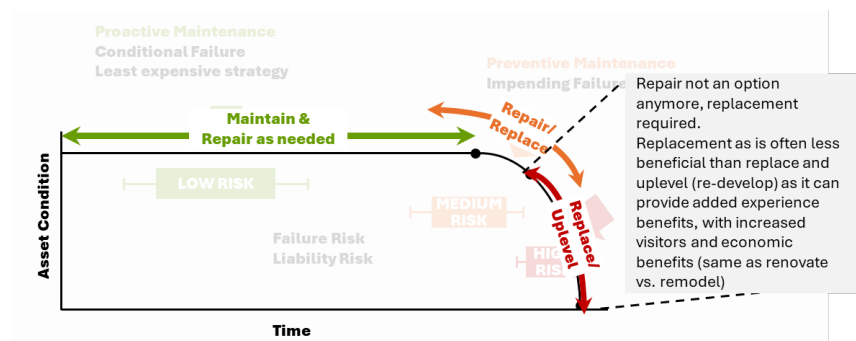 Proactive Maintenance
Conditional Failure
Least expensive strategy
Preventive Maintenance
Impending Failure
Repair not an option
anymore, replacement
required.
Replacement as is often less
beneficial than replace and
uplevel (re-develop) as it can
provide added experience
benefits, with increased
visitors and economic
benefits (same as renovate
vs. remodel)
Maintain &
Repair as needed
Repair/
Replace
LOW RISK
MEDIUM
RISK
Replace/
Uplevel
Failure Risk
Liability Risk
Asset Condition
Time